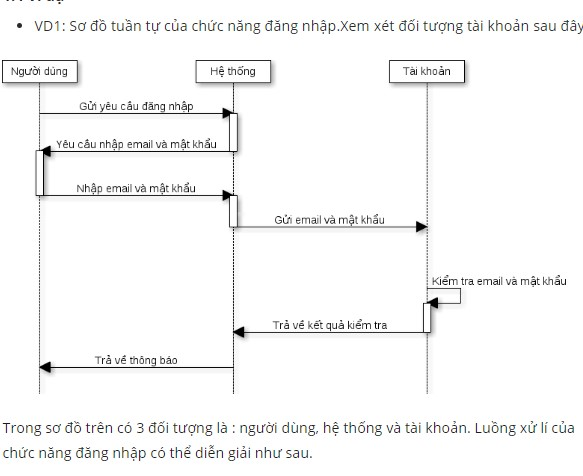 VD1: Sơ đồ tuần tự của chức năng đăng nhập.Xem xét đối tượng tài khoản sau đây
Người dùng
Hệ thống
Tài khoản
Gửi yêu cầu đăng nhập
Yêu cầu nhập email và mật khẩu
Nhập email và mật khẩu
Gửi email và mật khẩu
Kiểm tra email và mật khẩu
Trả về kết quả kiểm tra
Trả về thông báo
Trong sơ đồ trên có 3 đối tượng là : người dùng, hệ thống và tài khoản. Luồng xử lí của
chức năng đăng nhập có thể diễn giải như sau.